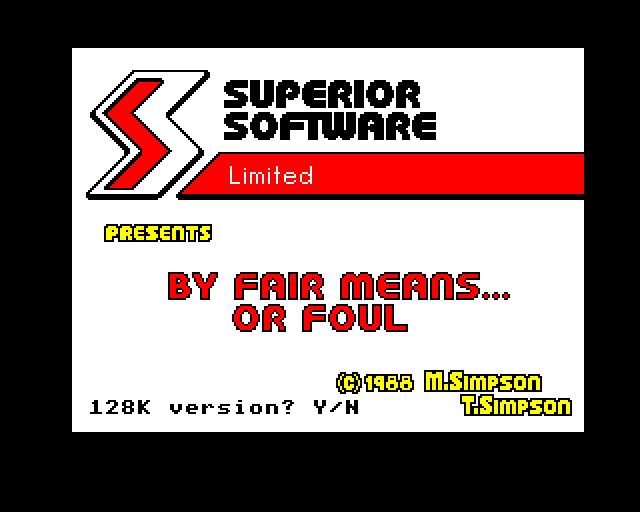 SUPERIOR
SOFTWARE
Limited
PRESENTS
BY FAIR MEANS...
OR FOUL
©1988 M.SIMPSON
128K version? Y/N T.SIMPSON